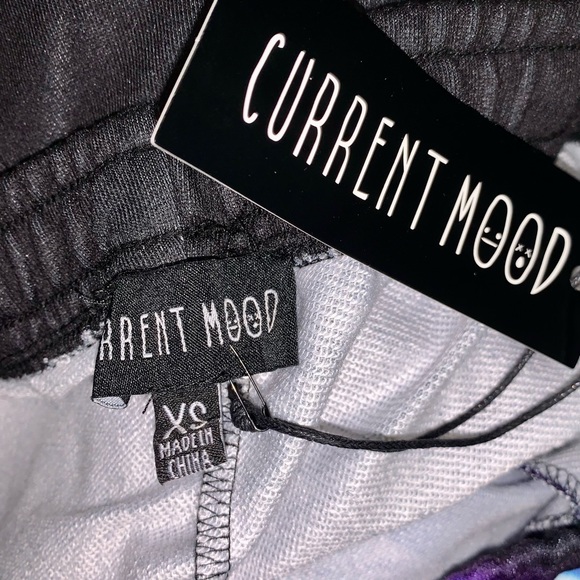 CURRENT MOOD
RRENT MOOD
XS
MADE IN
CHINA